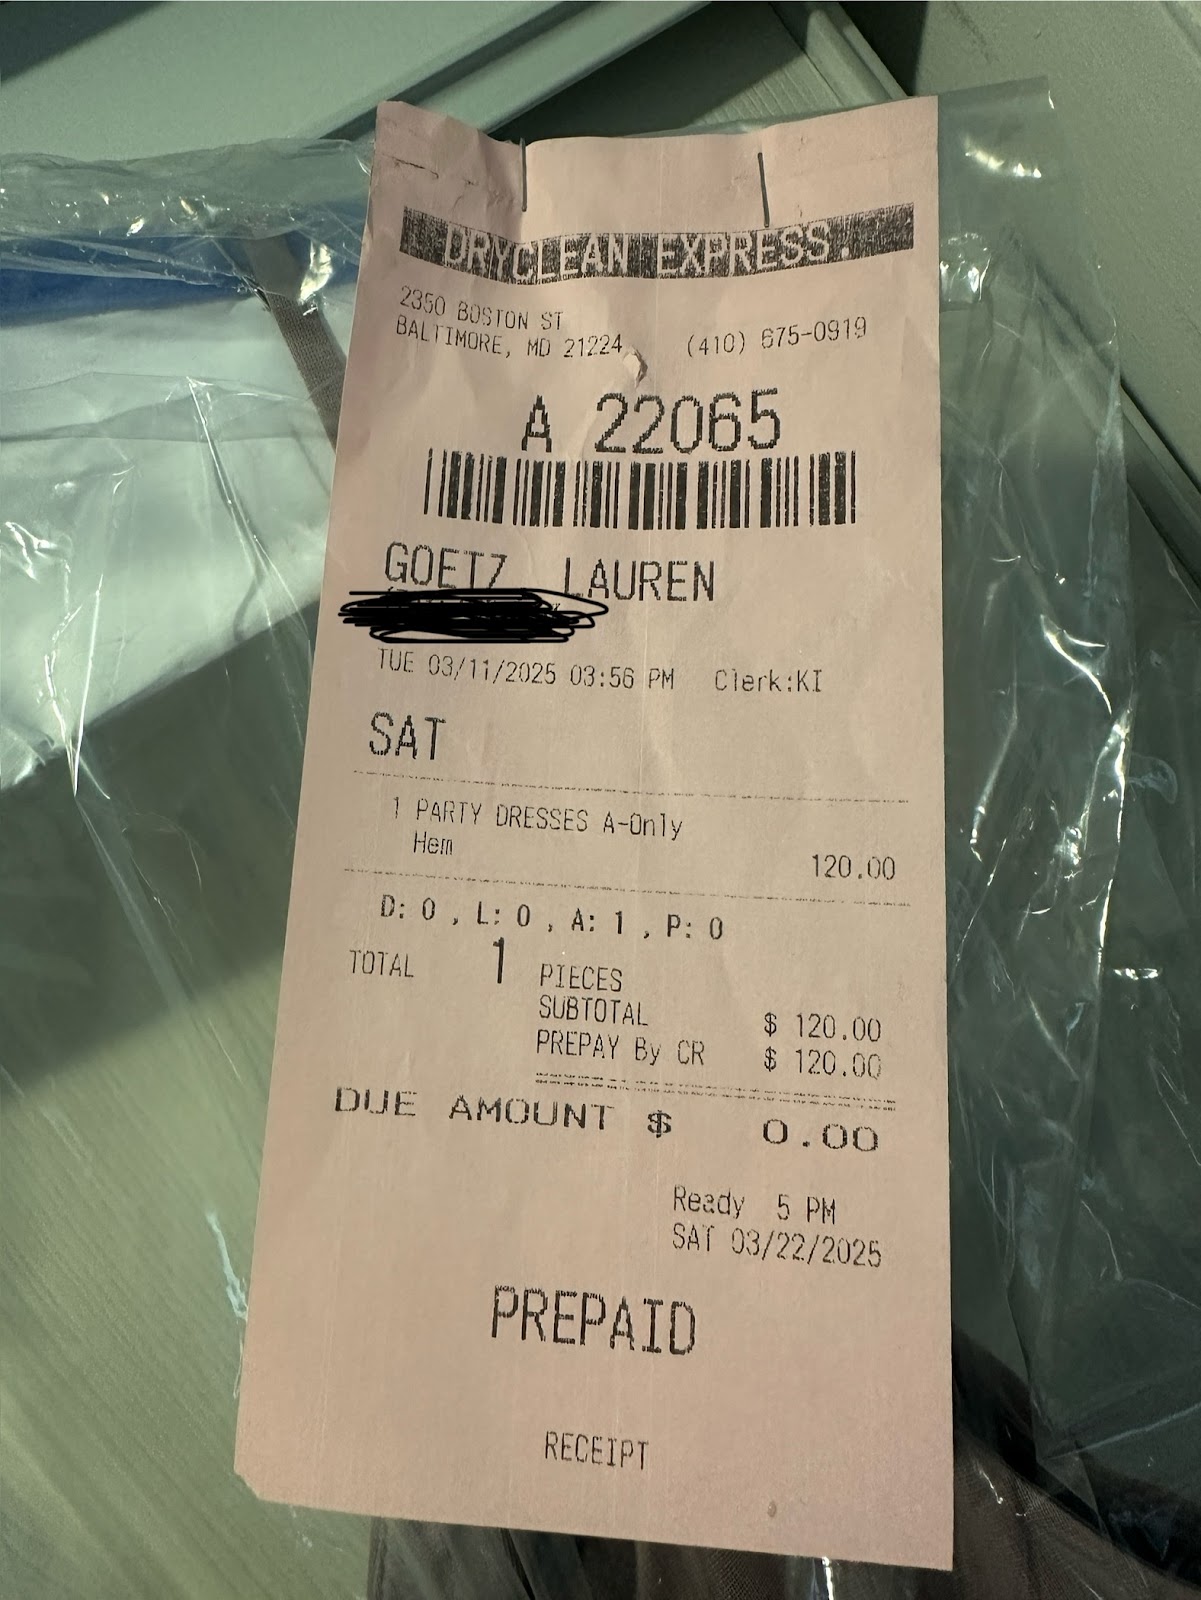 DRYCLEAN EXPRESS.
2350 BOSTON ST
BALTIMORE, MD 21224 (410) 675-0919
A 22065
GOETZ LAUREN
TUE 03/11/2025 03:56 PM Clerk:KI
SAT
1 PARTY DRESSES A-Only
Hem 120.00
D: 0 , L: 0 , A: 1 , P: 0
TOTAL 1 PIECES
SUBTOTAL $ 120.00
PREPAY By CR $ 120.00
DUE AMOUNT $ 0.00
Ready 5 PM
SAT 03/22/2025
PREPAID
RECEIPT